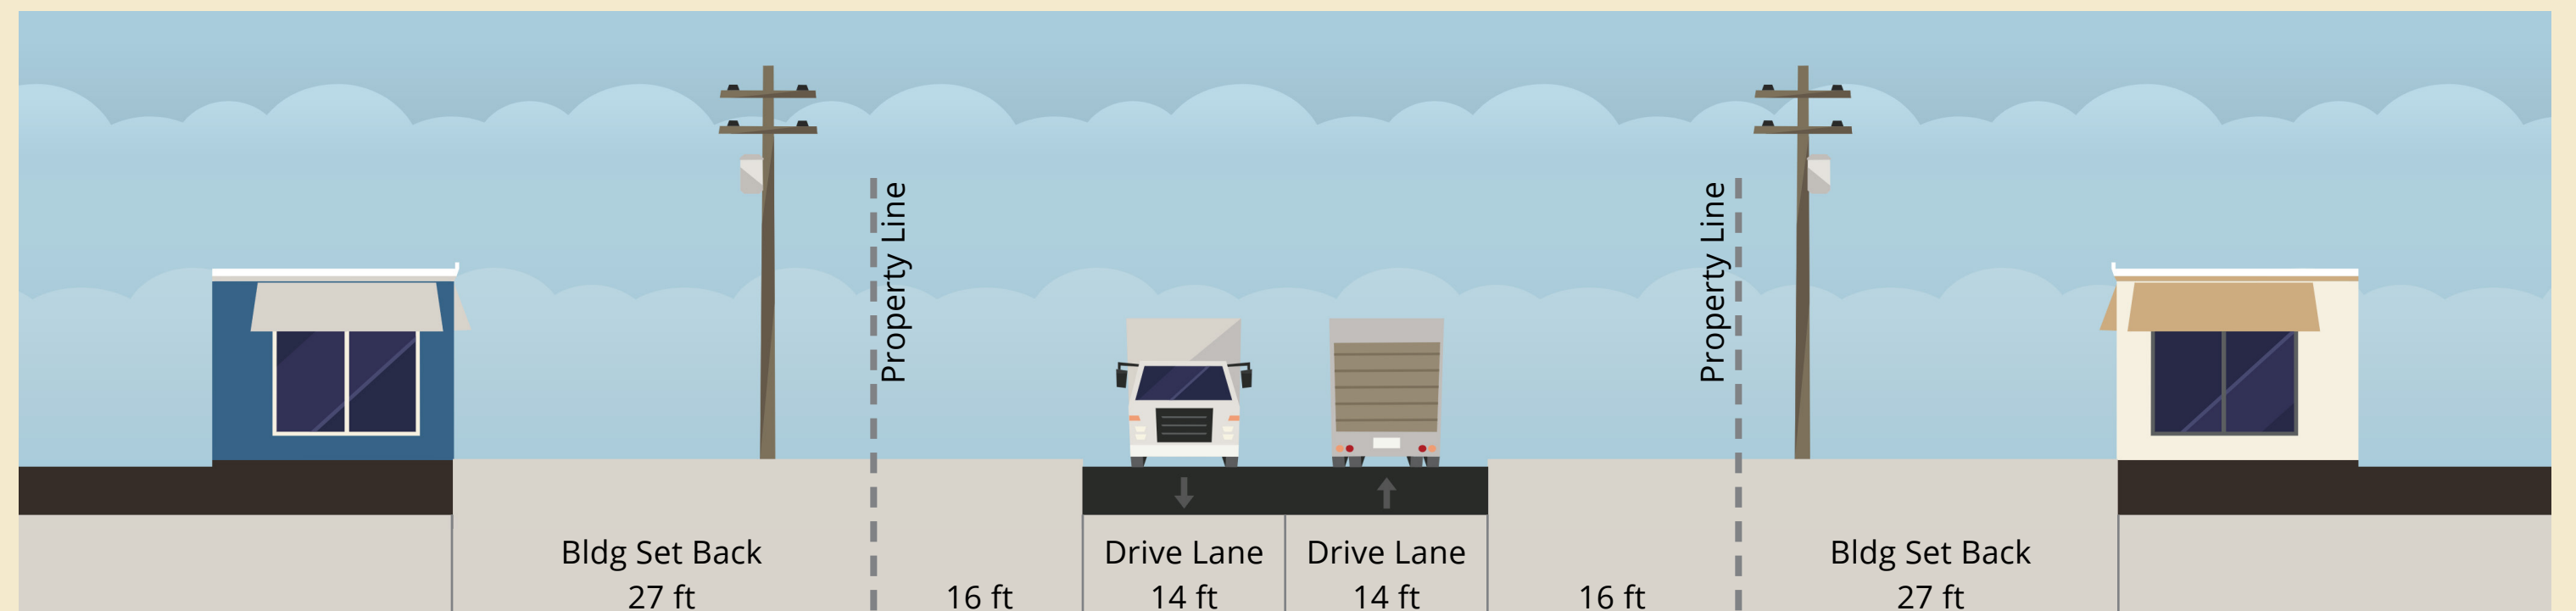 Property Line
Property Line
Bldg Set Back
27 ft
16 ft
Drive Lane
14 ft
Drive Lane
14 ft
16 ft
Bldg Set Back
27 ft